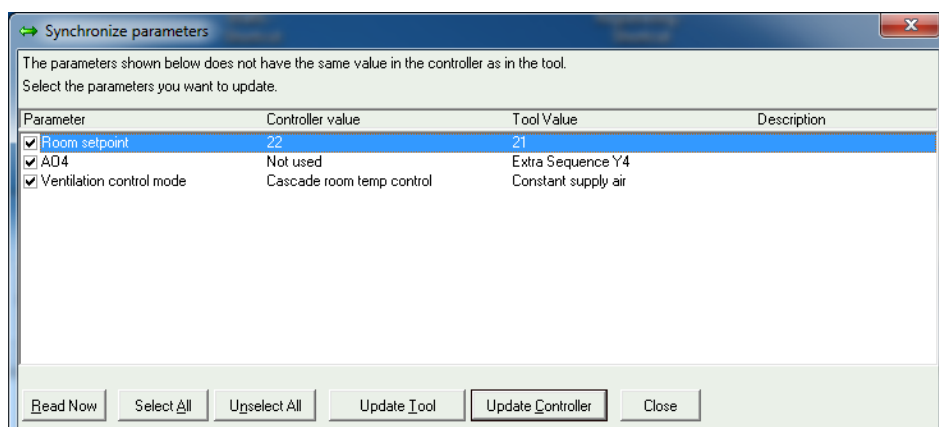 Synchronize parameters
The parameters shown below does not have the same value in the controller as in the tool.
Select the parameters you want to update.
Parameter Controller value Tool Value Description
Room setpoint 22 21
AO4 Not used Extra Sequence Y4
Ventilation control mode Cascade room temp control Constant supply air
Read Now Select All Unselect All Update Tool Update Controller Close